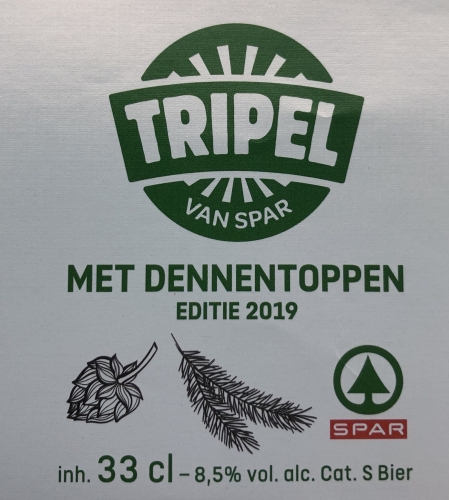 TRIPEL
VAN SPAR
MET DENNENTOPPEN
EDITIE 2019
SPAR
inh. 33 cl – 8,5% vol. alc. Cat. S Bier